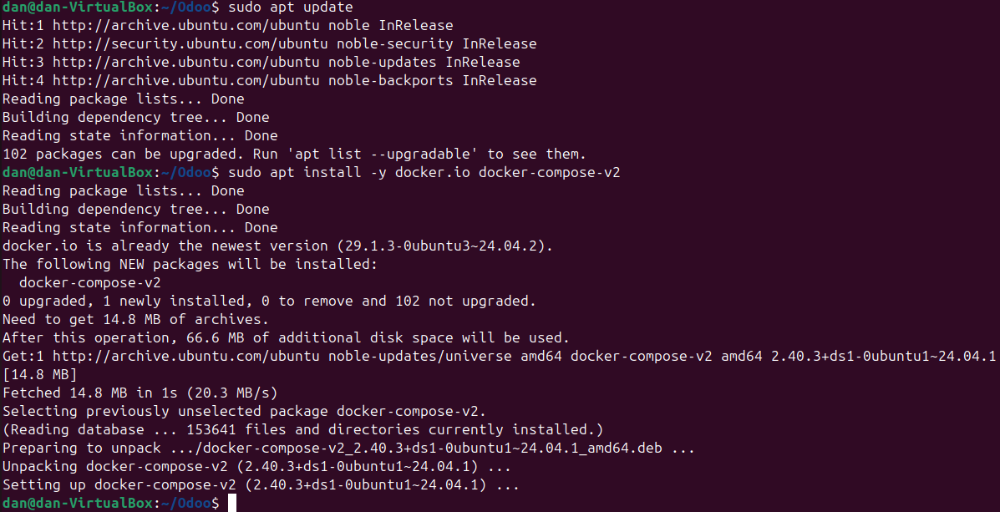 dan@dan-VirtualBox:~/Odoo$ sudo apt update
Hit:1 http://archive.ubuntu.com/ubuntu noble InRelease
Hit:2 http://security.ubuntu.com/ubuntu noble-security InRelease
Hit:3 http://archive.ubuntu.com/ubuntu noble-updates InRelease
Hit:4 http://archive.ubuntu.com/ubuntu noble-backports InRelease
Reading package lists... Done
Building dependency tree... Done
Reading state information... Done
102 packages can be upgraded. Run 'apt list --upgradable' to see them.
dan@dan-VirtualBox:~/Odoo$ sudo apt install -y docker.io docker-compose-v2
Reading package lists... Done
Building dependency tree... Done
Reading state information... Done
docker.io is already the newest version (29.1.3-0ubuntu3~24.04.2).
The following NEW packages will be installed:
  docker-compose-v2
0 upgraded, 1 newly installed, 0 to remove and 102 not upgraded.
Need to get 14.8 MB of archives.
After this operation, 66.6 MB of additional disk space will be used.
Get:1 http://archive.ubuntu.com/ubuntu noble-updates/universe amd64 docker-compose-v2 amd64 2.40.3+ds1-0ubuntu1~24.04.1
[14.8 MB]
Fetched 14.8 MB in 1s (20.3 MB/s)
Selecting previously unselected package docker-compose-v2.
(Reading database ... 153641 files and directories currently installed.)
Preparing to unpack .../docker-compose-v2_2.40.3+ds1-0ubuntu1~24.04.1_amd64.deb ...
Unpacking docker-compose-v2 (2.40.3+ds1-0ubuntu1~24.04.1) ...
Setting up docker-compose-v2 (2.40.3+ds1-0ubuntu1~24.04.1) ...
dan@dan-VirtualBox:~/Odoo$